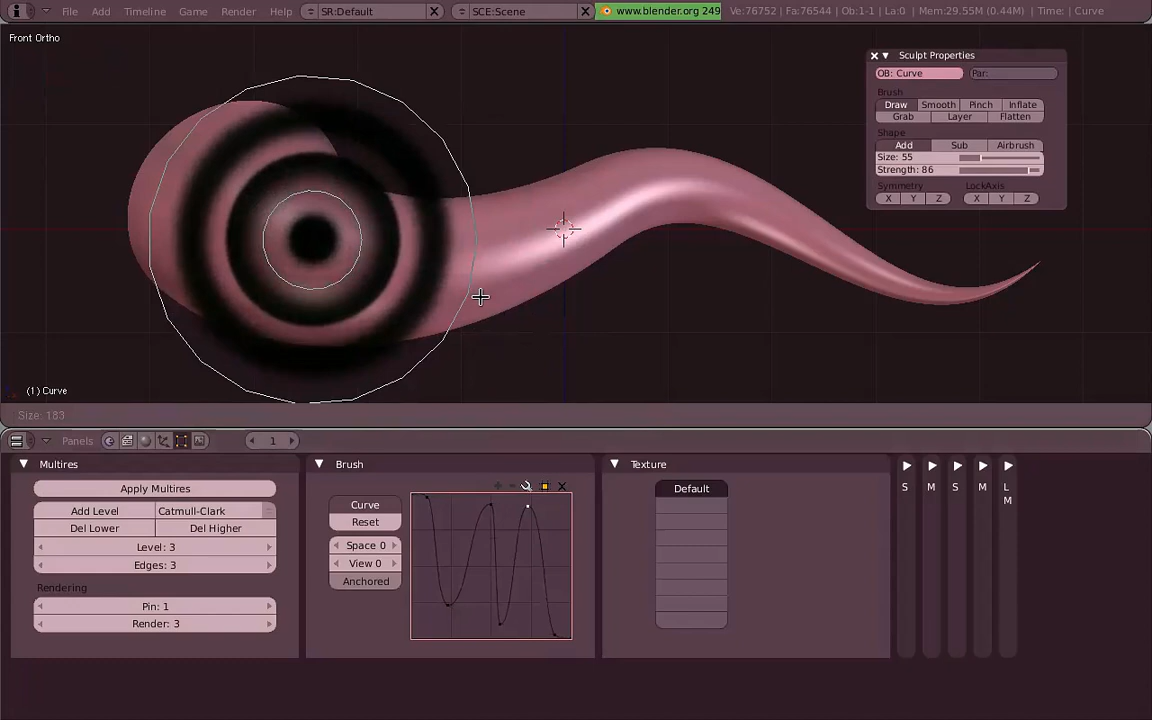 File Add Timeline Game Render Help SR:Default SCE:Scene www.blender.org 249 Ve:76752 | Fa:76544 | Ob:1-1 | La:0 | Mem:29.55M (0.44M) | Time: | Curve
Front Ortho
Sculpt Properties
OB: Curve Par:
Brush
Draw Smooth Pinch Inflate
Grab Layer Flatten
Shape
Add Sub Airbrush
Size: 55
Strength: 86
Symmetry LockAxis
X Y Z X Y Z
(1) Curve
Size: 183
Panels 1
Multires
Apply Multires
Add Level Catmull-Clark
Del Lower Del Higher
Level: 3
Edges: 3
Rendering
Pin: 1
Render: 3
Brush
Curve
Reset
Space 0
View 0
Anchored
Texture
Default
S M S M L
M